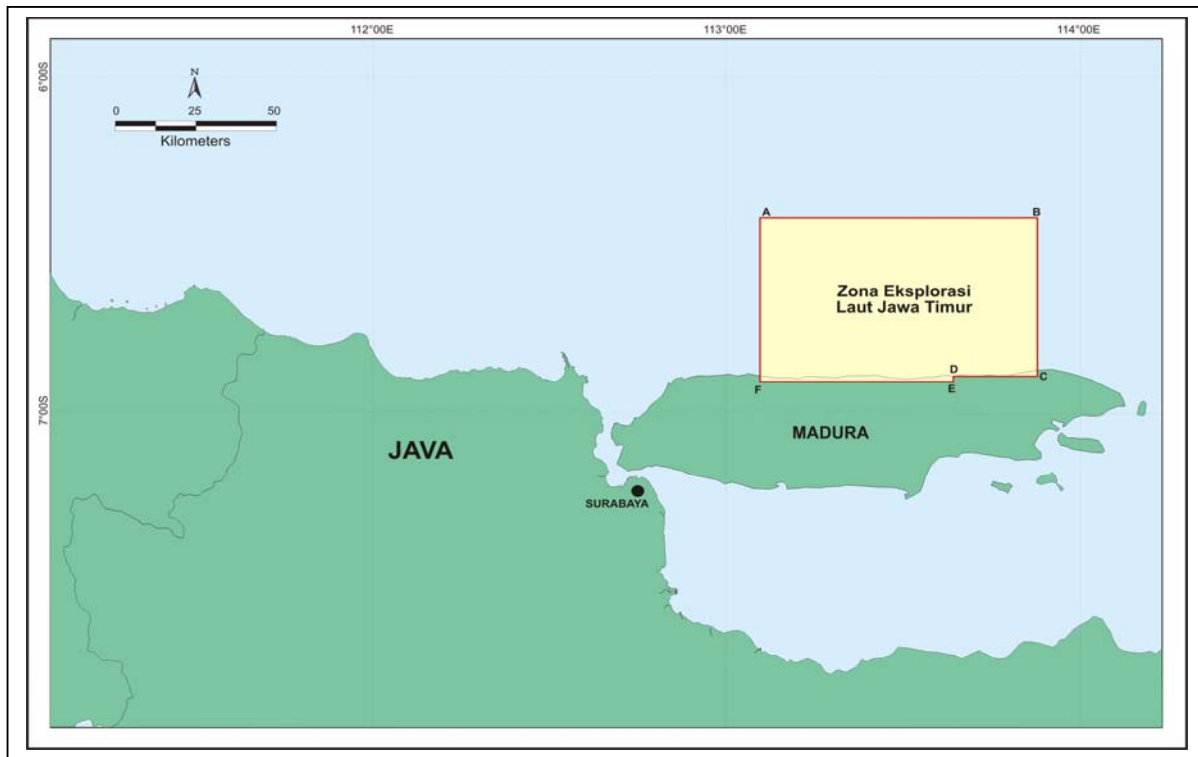 112°00E 113°00E 114°00E
6°00S
N
0 25 50
Kilometers
A B
Zona Eksplorasi
Laut Jawa Timur
D
F E C
7°00S
MADURA
JAVA
SURABAYA